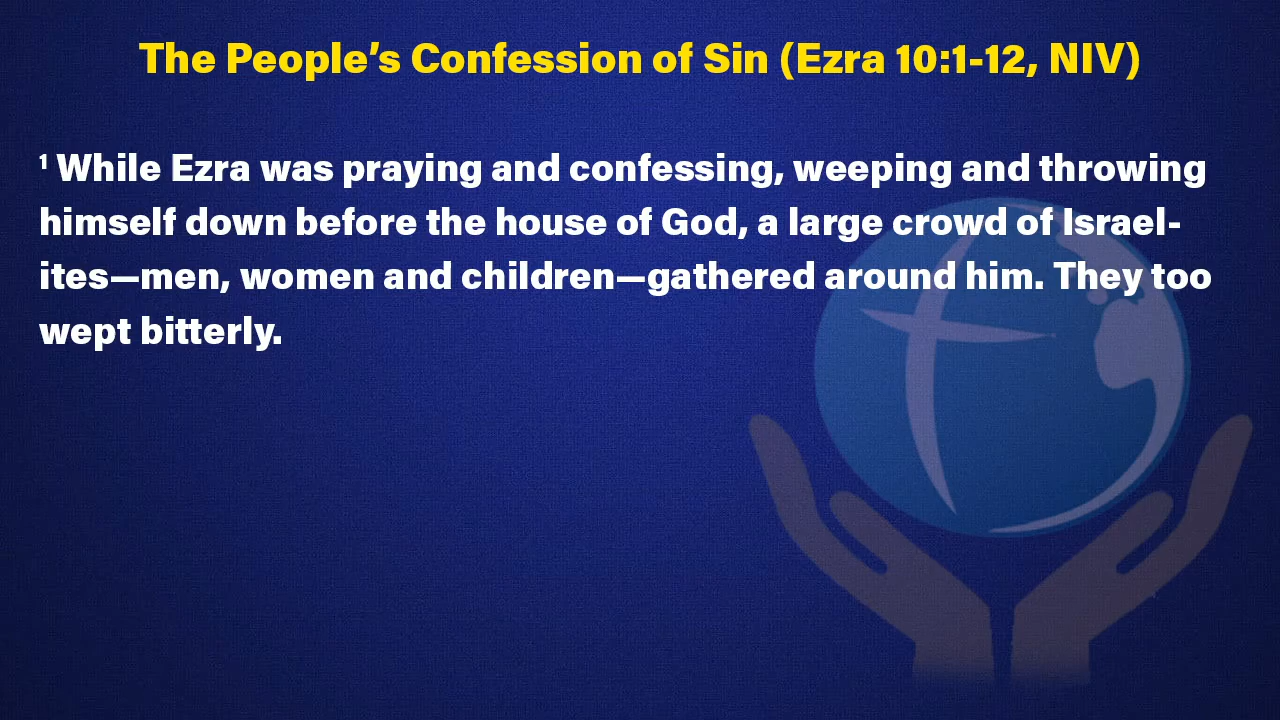 The People’s Confession of Sin (Ezra 10:1-12, NIV)
¹ While Ezra was praying and confessing, weeping and throwing
himself down before the house of God, a large crowd of Israel-
ites—men, women and children—gathered around him. They too
wept bitterly.